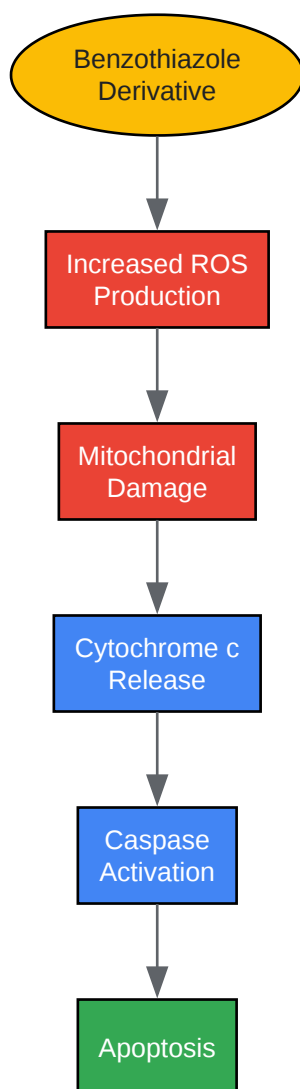 Benzothiazole
Derivative
Increased ROS
Production
Mitochondrial
Damage
Cytochrome c
Release
Caspase
Activation
Apoptosis